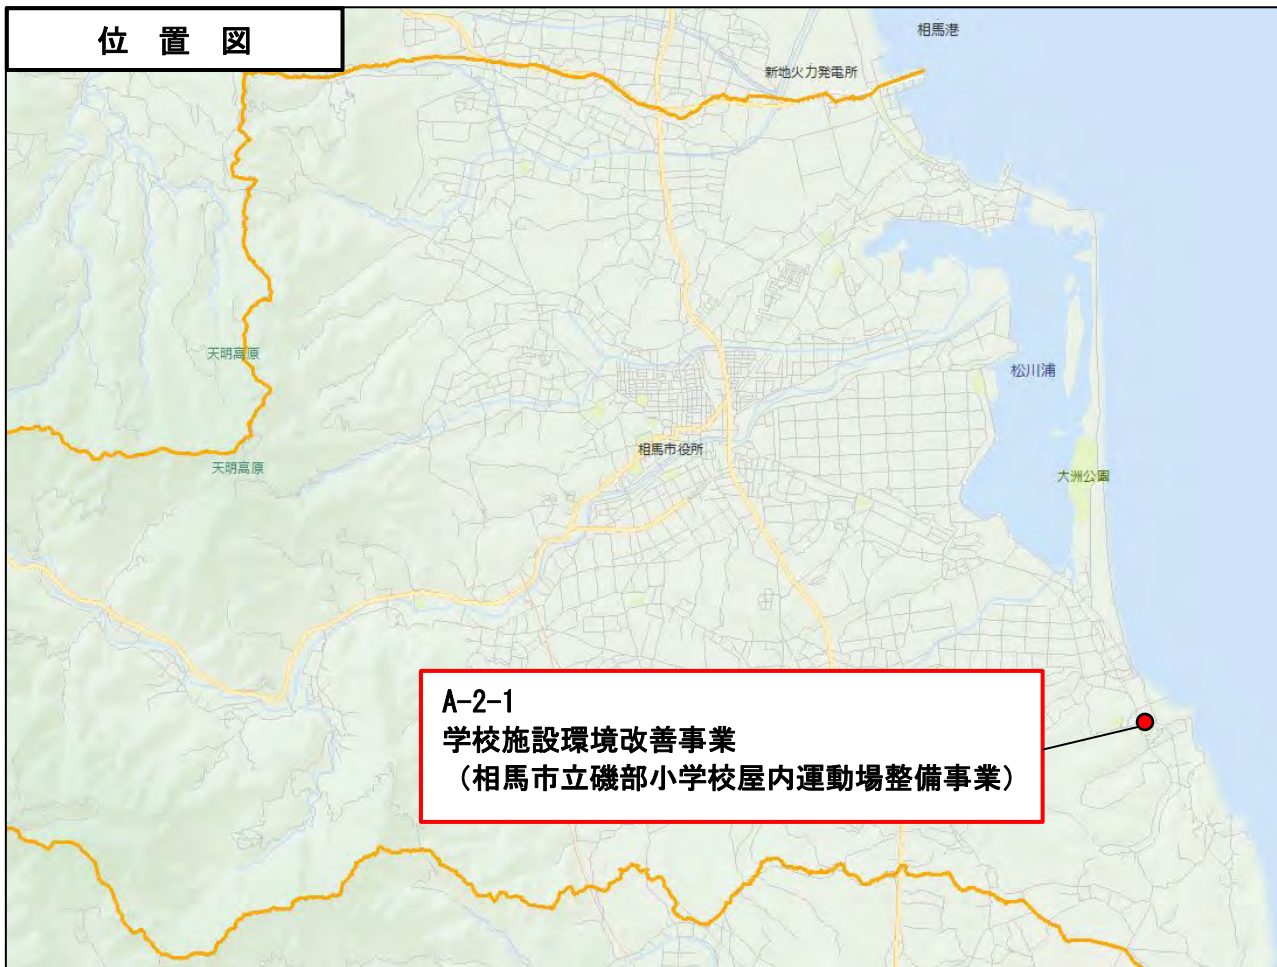 位 置 図
相馬港
新地火力発電所
天明高原
松川浦
相馬市役所
天明高原
大洲公園
A-2-1
学校施設環境改善事業
（相馬市立磯部小学校屋内運動場整備事業）